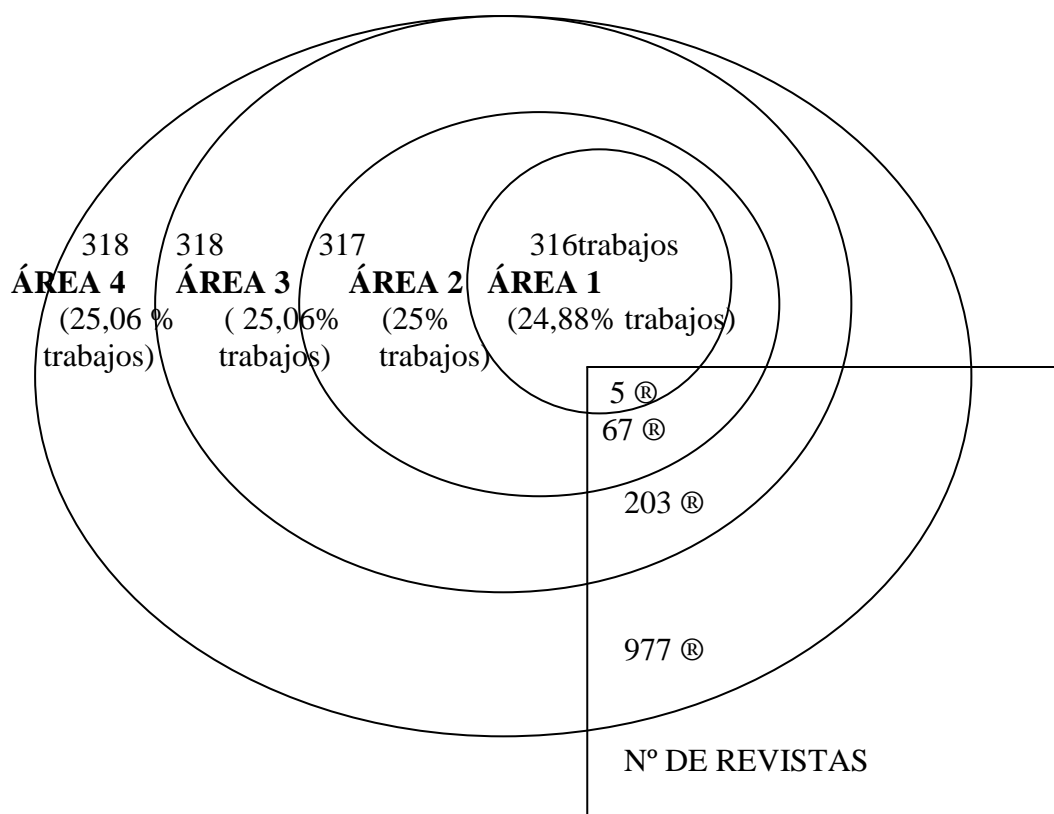 318 318 317 316trabajos
ÁREA 4 ÁREA 3 ÁREA 2 ÁREA 1
(25,06 % ( 25,06% (25% (24,88% trabajos)
trabajos) trabajos) trabajos)
5 ®
67 ®
203 ®
977 ®
Nº DE REVISTAS